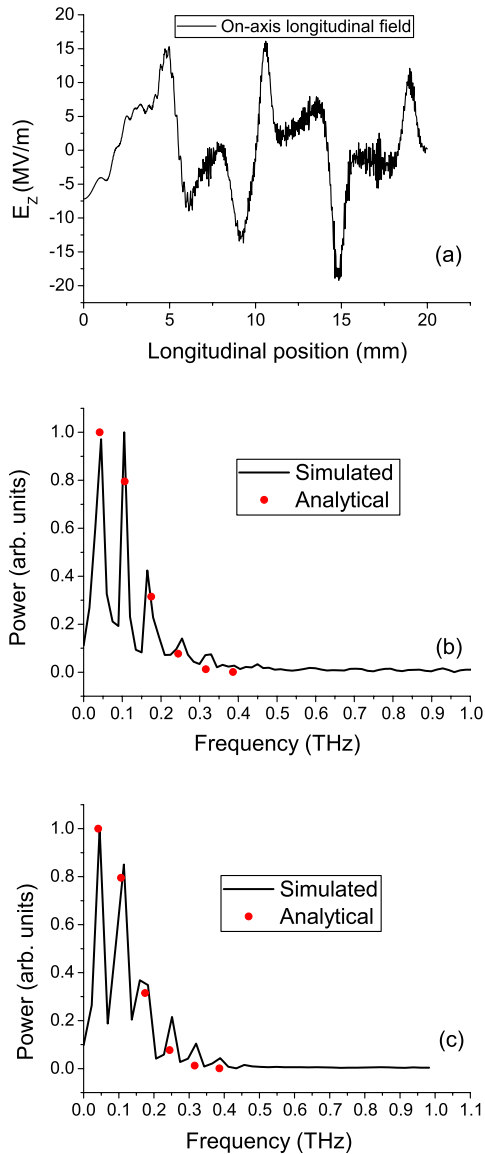 On-axis longitudinal field
20
15
10
5
0
-5
-10
-15
-20
E_z (MV/m)
(a)
0 5 10 15 20
Longitudinal position (mm)
1.0
0.8
0.6
0.4
0.2
0.0
Power (arb. units)
Simulated
Analytical
(b)
0.0 0.1 0.2 0.3 0.4 0.5 0.6 0.7 0.8 0.9 1.0
Frequency (THz)
1.0
0.8
0.6
0.4
0.2
0.0
Power (arb. units)
Simulated
Analytical
(c)
0.0 0.1 0.2 0.3 0.4 0.5 0.6 0.7 0.8 0.9 1.0 1.1
Frequency (THz)